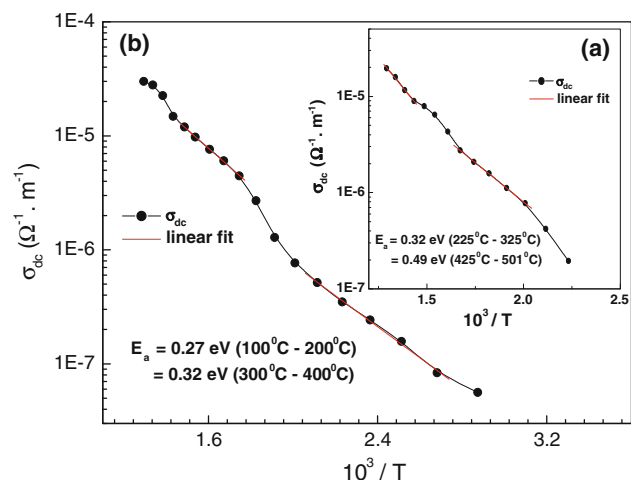 (b)
1E-4
1E-5
1E-6
1E-7
σdc (Ω⁻¹ . m⁻¹)
σdc
linear fit
Ea = 0.27 eV (100⁰C - 200⁰C)
= 0.32 eV (300⁰C - 400⁰C)
1.6 2.4 3.2
10³ / T
(a)
1E-5
1E-6
1E-7
σdc (Ω⁻¹ . m⁻¹)
σdc
linear fit
Ea = 0.32 eV (225⁰C - 325⁰C)
= 0.49 eV (425⁰C - 501⁰C)
1.5 2.0 2.5
10³ / T